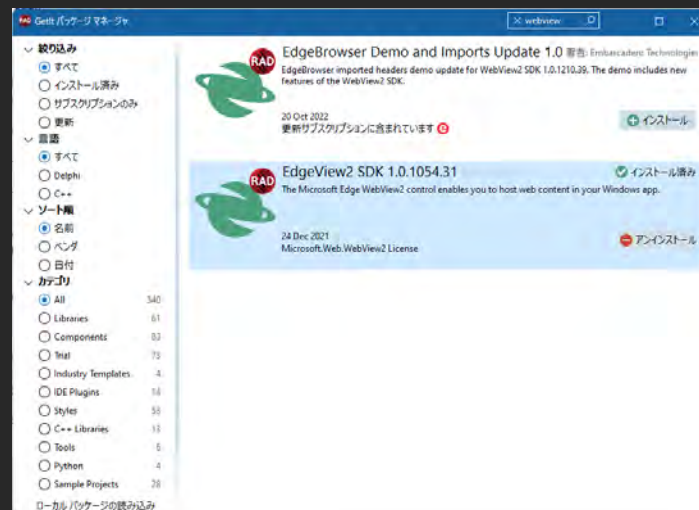 RAD GetIt パッケージ マネージャ
webview
絞り込み
すべて
インストール済み
サブスクリプションのみ
更新
言語
すべて
Delphi
C++
ソート順
名前
ベンダ
日付
カテゴリ
All 340
Libraries 61
Components 83
Trial 75
Industry Templates 4
IDE Plugins
Styles
C++ Libraries
Tools 6
Python 4
Sample Projects 28
ローカル パッケージの読み込み
RAD
EdgeBrowser Demo and Imports Update 1.0 Embarcadero Technologies
EdgeBrowser imported headers demo update for WebView2 SDK 1.0.1210.39. The demo includes new
features of the WebView2 SDK.
20 Oct 2022
更新サブスクリプションに含まれています
インストール
RAD
EdgeView2 SDK 1.0.1054.31
インストール済み
The Microsoft Edge WebView2 control enables you to host web content in your Windows app.
24 Dec 2021
Microsoft.Web.WebView2 License
アンインストール